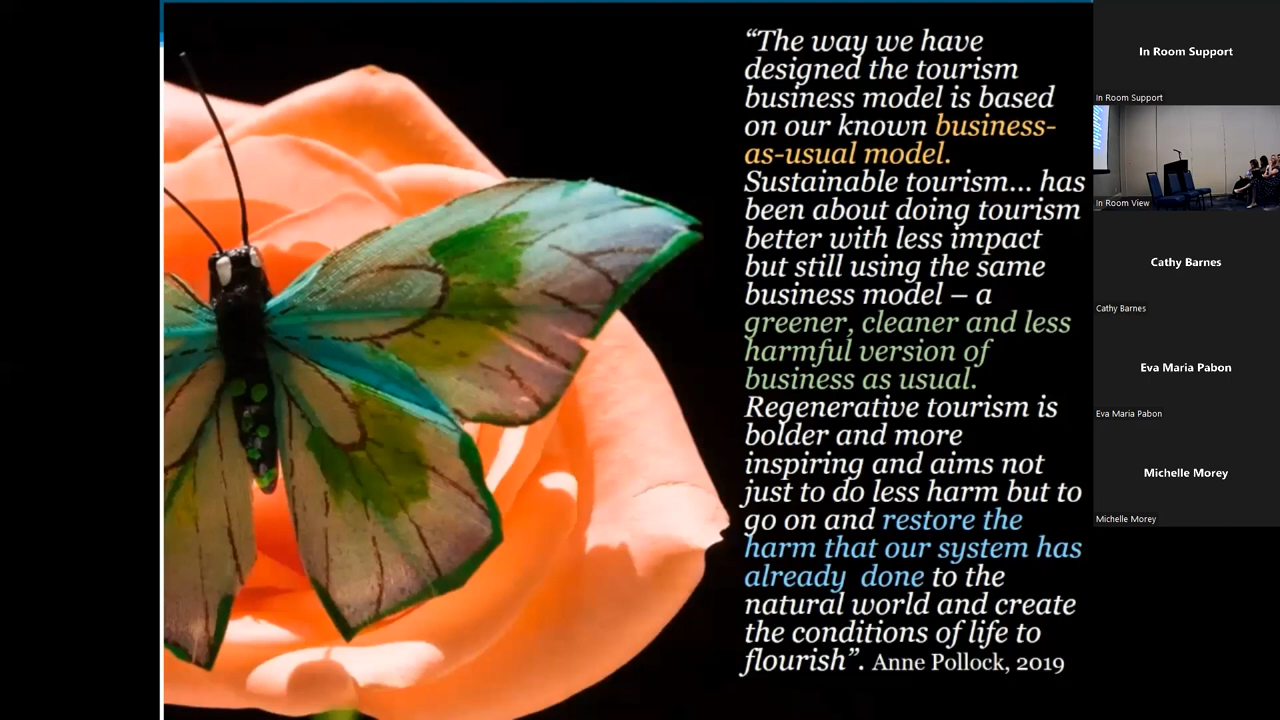 “The way we have
designed the tourism
business model is based
on our known business-
as-usual model.
Sustainable tourism... has
been about doing tourism
better with less impact
but still using the same
business model – a
greener, cleaner and less
harmful version of
business as usual.
Regenerative tourism is
bolder and more
inspiring and aims not
just to do less harm but to
go on and restore the
harm that our system has
already  done to the
natural world and create
the conditions of life to
flourish”. Anne Pollock, 2019
In Room Support
In Room Support
In Room View
Cathy Barnes
Cathy Barnes
Eva Maria Pabon
Eva Maria Pabon
Michelle Morey
Michelle Morey